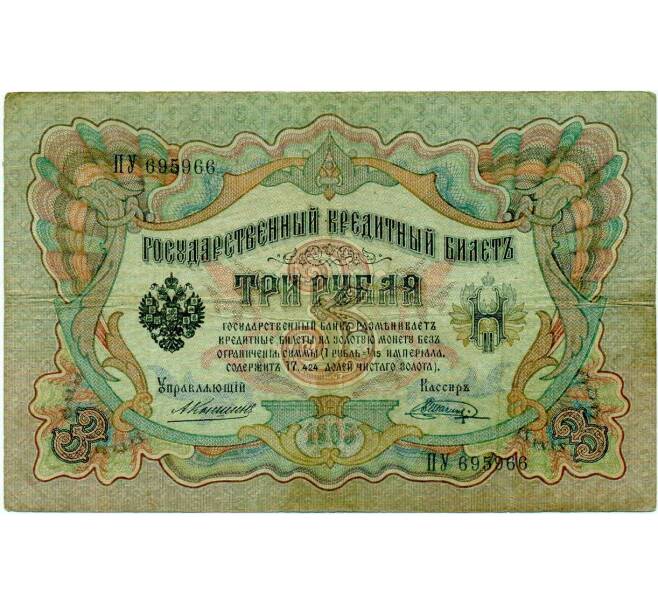 ПУ 695966
Государственный кредитный билетъ
ТРИ РУБЛЯ
3
Государственный банкъ размѣниваетъ
кредитные билеты на золотую монету безъ
ограниченія суммы (1 рубль = 1/15 имперіала,
содержитъ 17,424 долей чистаго золота).
Управляющій
Кассиръ
1905
3
3
ПУ 695966